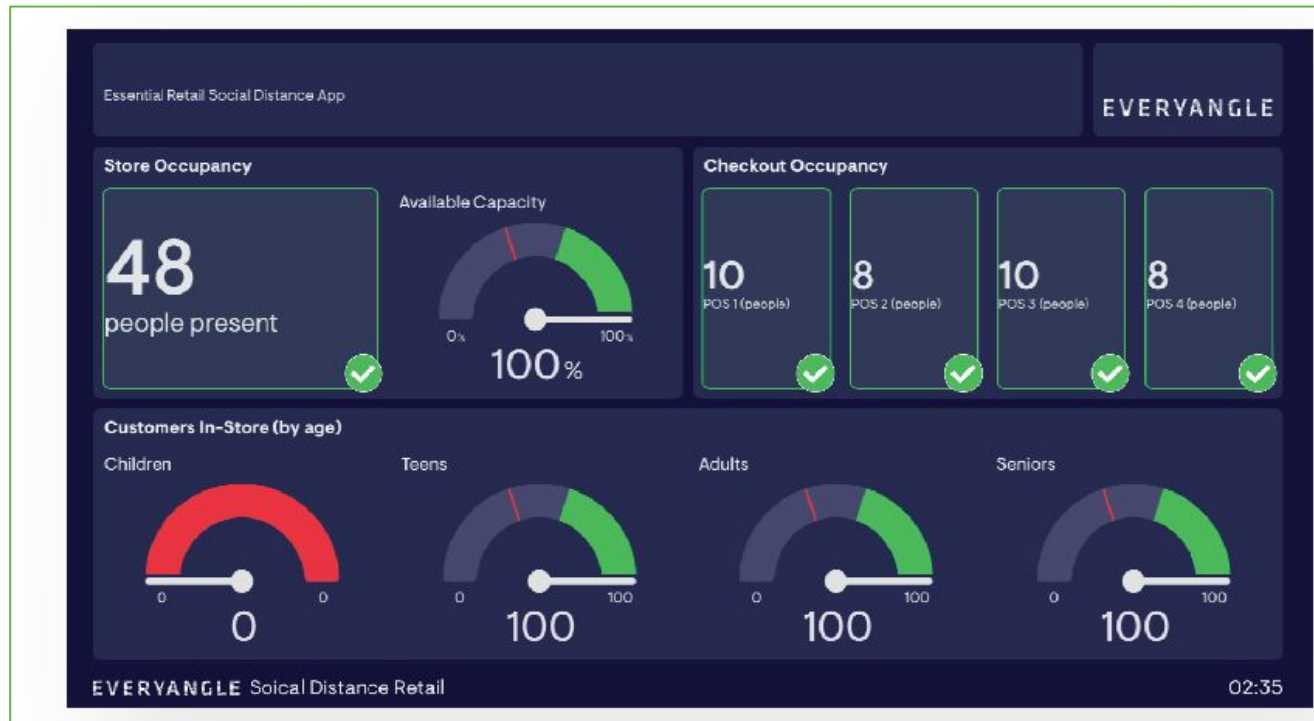 Essential Retail Social Distance App
EVERYANGLE
Store Occupancy
48
people present
Available Capacity
0%
100%
100%
Checkout Occupancy
10
POS 1 (people)
8
POS 2 (people)
10
POS 3 (people)
8
POS 4 (people)
Customers In-Store (by age)
Children
0
0
0
Teens
0
100
100
Adults
0
100
100
Seniors
0
100
100
EVERYANGLE Soical Distance Retail
02:35